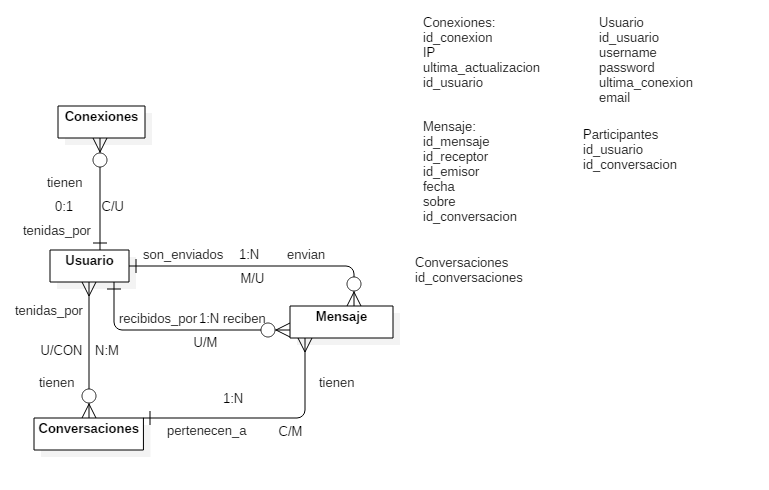 Conexiones:
id_conexion
IP
ultima_actualizacion
id_usuario
Usuario
id_usuario
username
password
ultima_conexion
email
Mensaje:
id_mensaje
id_receptor
id_emisor
fecha
sobre
id_conversacion
Participantes
id_usuario
id_conversacion
Conversaciones
id_conversaciones
Conexiones
tienen
0:1 C/U
tenidas_por
Usuario
son_enviados 1:N envian
M/U
Mensaje
recibidos_por 1:N reciben
U/M
tenidas_por
U/CON N:M
tienen
tienen
1:N
Conversaciones
pertenecen_a C/M